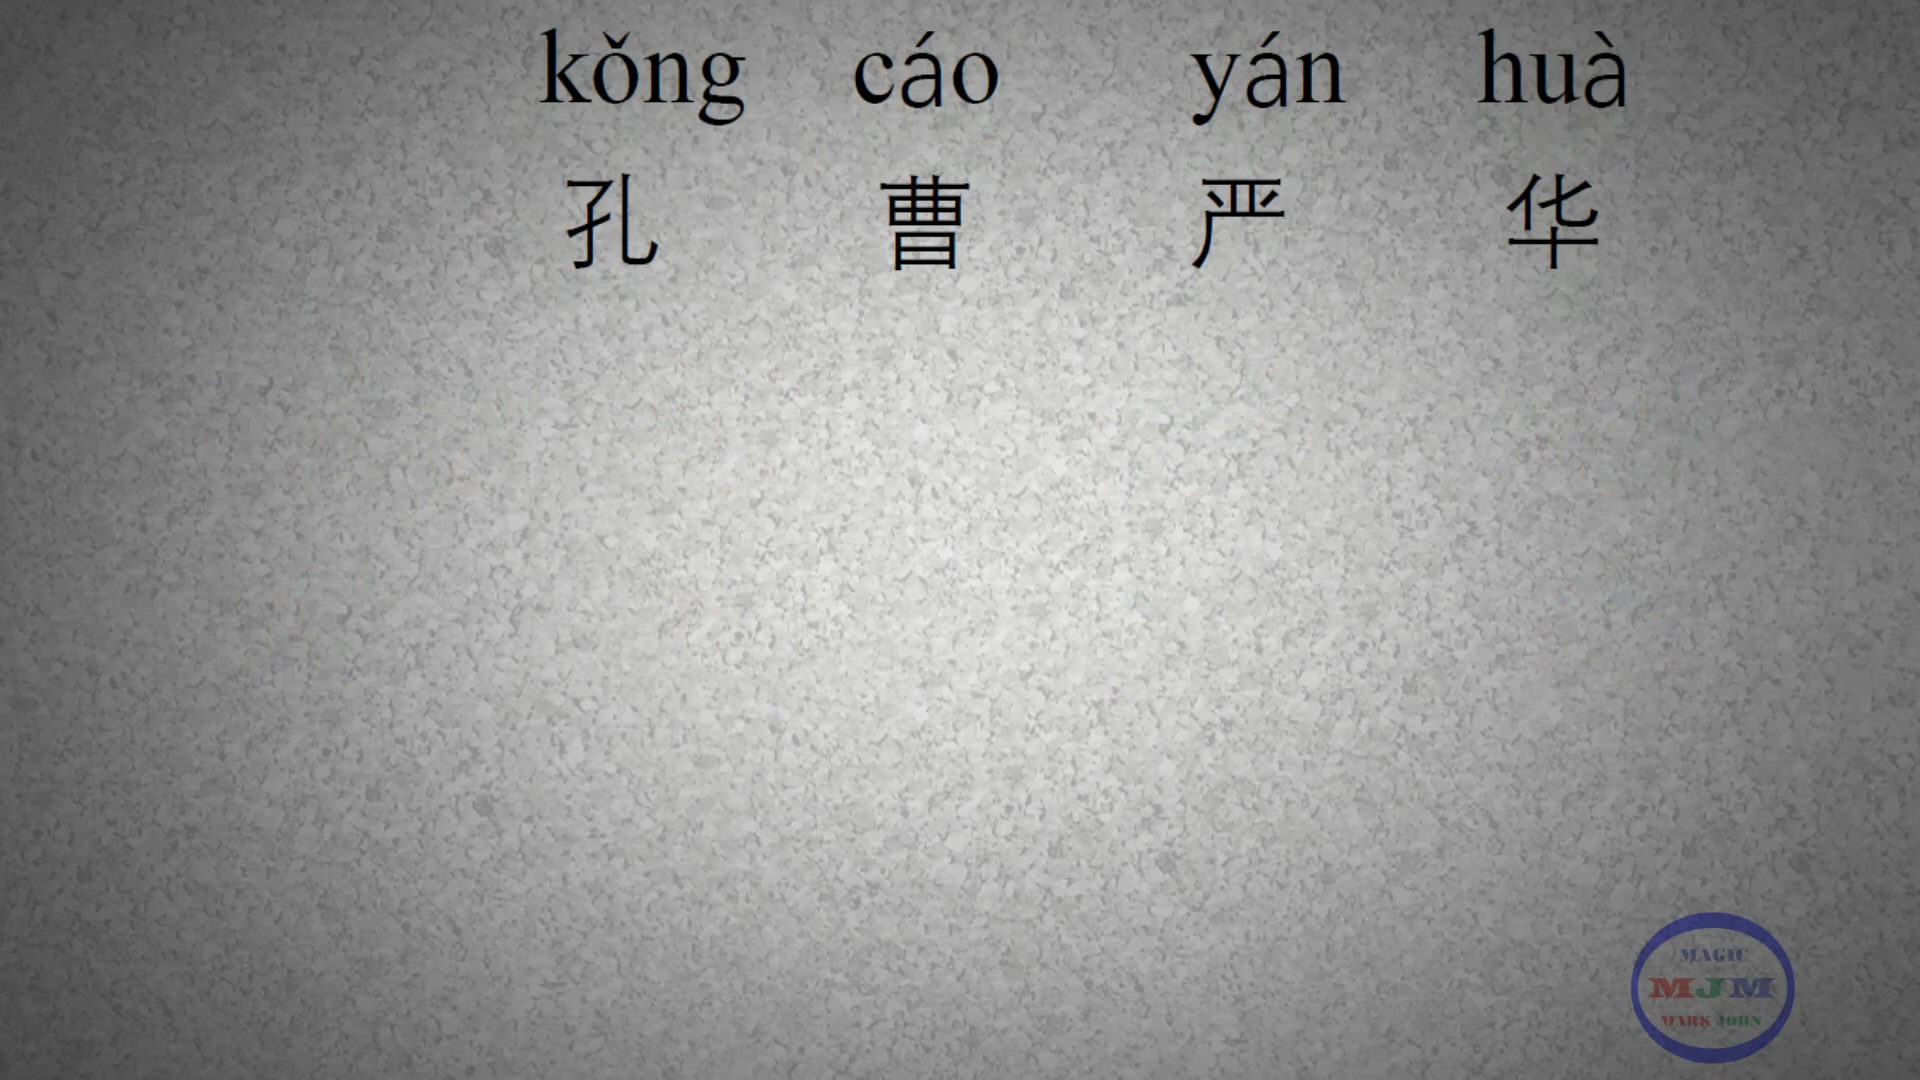 kǒng cáo yán huà
孔 曹 严 华
MAGIC
MJM
MARK JOHN